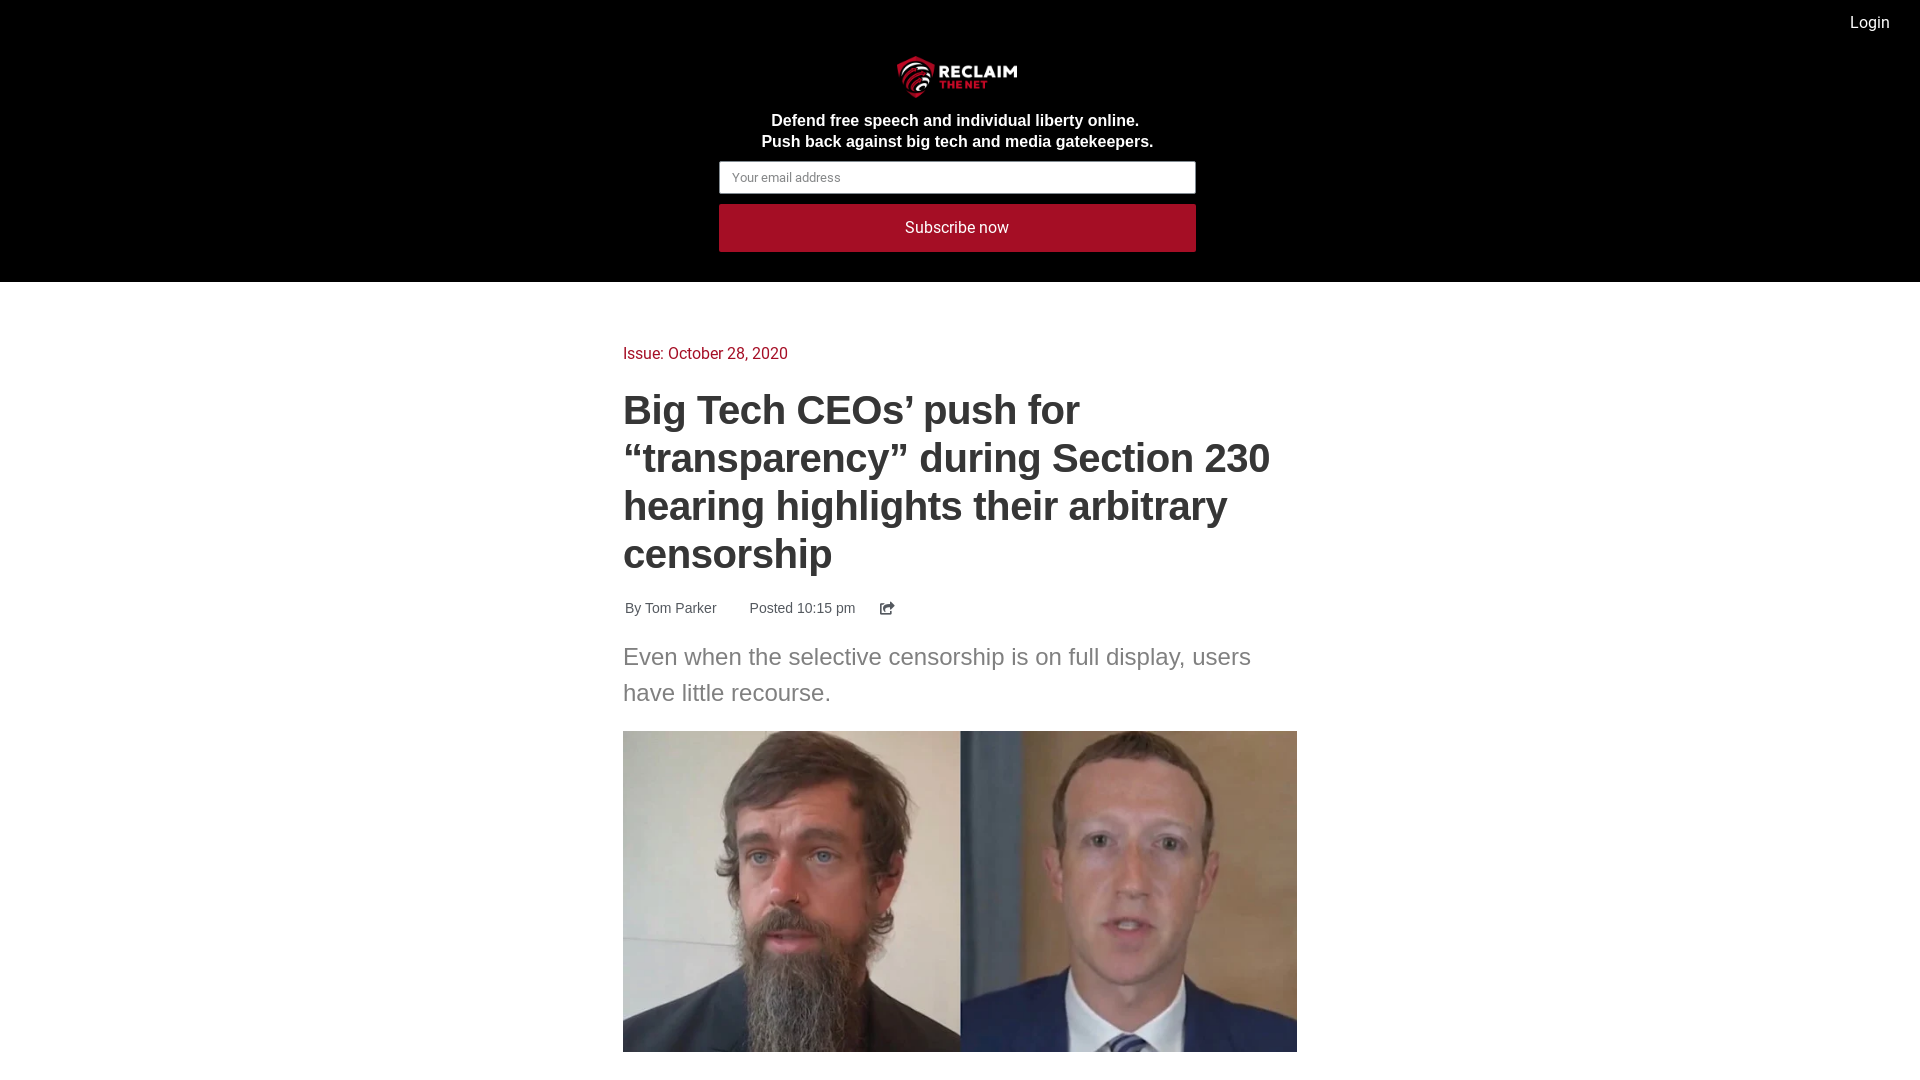 Login
RECLAIM
THE NET
Defend free speech and individual liberty online.
Push back against big tech and media gatekeepers.
Your email address
Subscribe now
Issue: October 28, 2020
Big Tech CEOs’ push for
“transparency” during Section 230
hearing highlights their arbitrary
censorship
By Tom Parker Posted 10:15 pm
Even when the selective censorship is on full display, users
have little recourse.